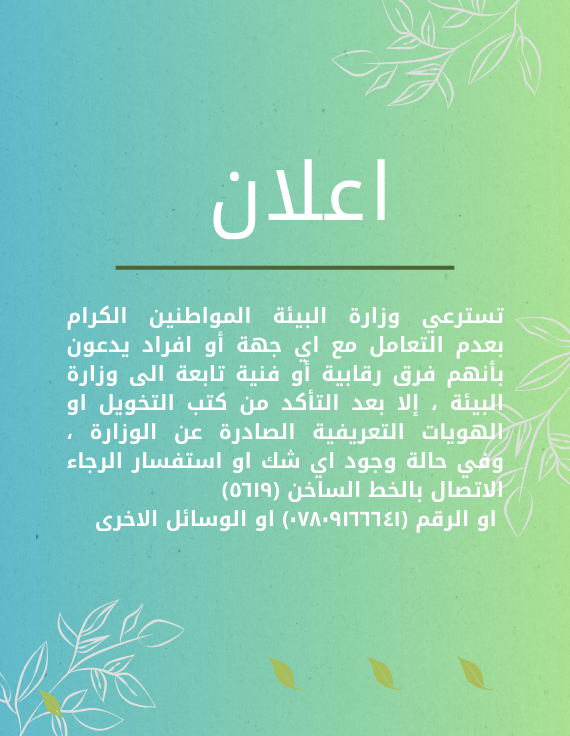 اعلان
تسترعي وزارة البيئة المواطنين الكرام
بعدم التعامل مع اي جهة أو افراد يدعون
بأنهم فرق رقابية أو فنية تابعة الى وزارة
البيئة ، إلا بعد التأكد من كتب التخويل او
الهويات التعريفية الصادرة عن الوزارة ،
وفي حالة وجود اي شك او استفسار الرجاء
الاتصال بالخط الساخن (٥٦١٩)
او الرقم (٠٧٨٠٩١٦٦٦٤١) او الوسائل الاخرى